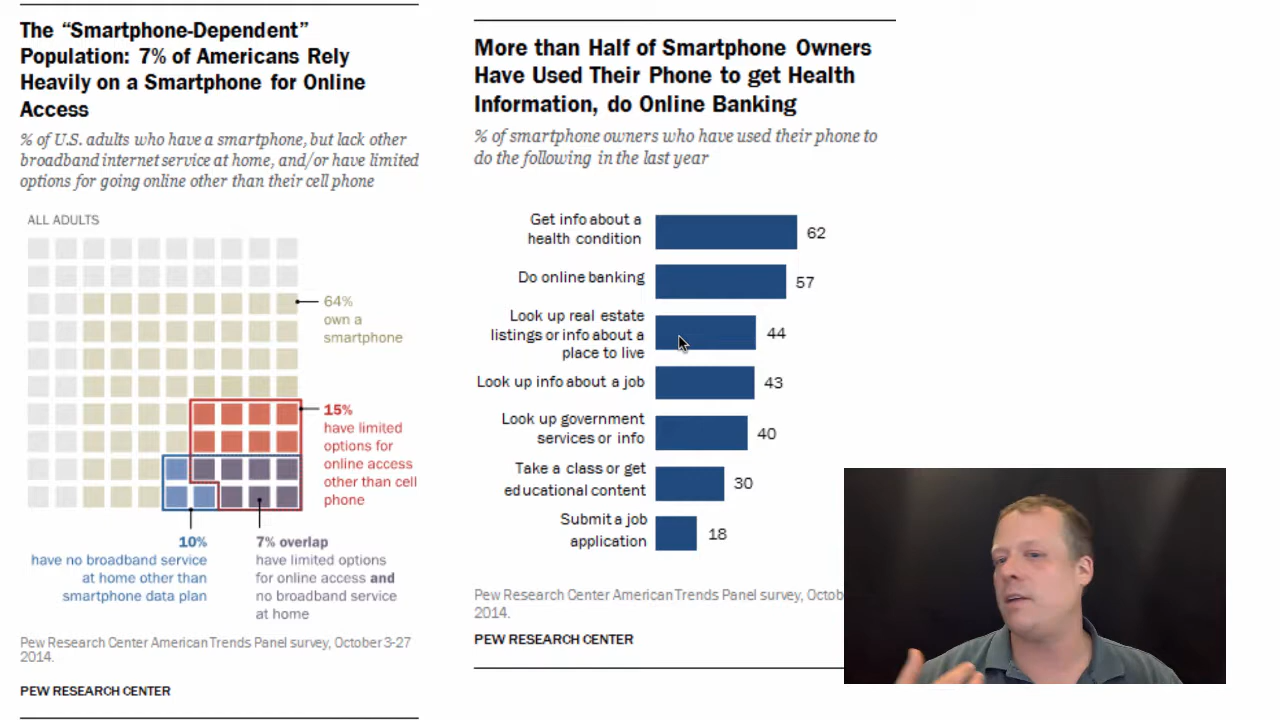 The “Smartphone-Dependent”
Population: 7% of Americans Rely
Heavily on a Smartphone for Online
Access
% of U.S. adults who have a smartphone, but lack other
broadband internet service at home, and/or have limited
options for going online other than their cell phone
ALL ADULTS
64%
own a
smartphone
15%
have limited
options for
online access
other than cell
phone
10%
have no broadband service
at home other than
smartphone data plan
7% overlap
have limited options
for online access and
no broadband service
at home
Pew Research Center American Trends Panel survey, October 3-27
2014.
PEW RESEARCH CENTER
More than Half of Smartphone Owners
Have Used Their Phone to get Health
Information, do Online Banking
% of smartphone owners who have used their phone to
do the following in the last year
Get info about a
health condition
62
Do online banking
57
Look up real estate
listings or info about a
place to live
44
Look up info about a job
43
Look up government
services or info
40
Take a class or get
educational content
30
Submit a job
application
18
Pew Research Center American Trends Panel survey,
2014.
PEW RESEARCH CENTER